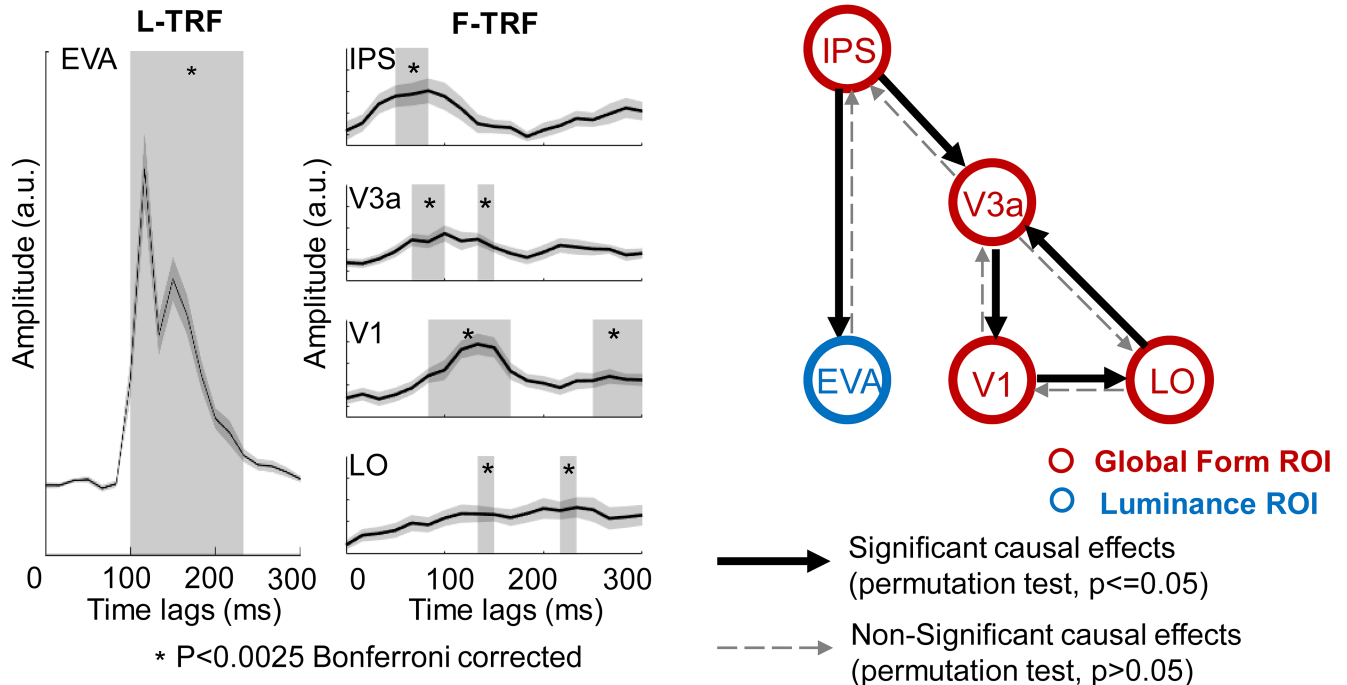 L-TRF
EVA
*
Amplitude (a.u.)
0 100 200 300
Time lags (ms)
F-TRF
IPS
*
V3a
* *
V1
* *
LO
* *
Amplitude (a.u.)
0 100 200 300
Time lags (ms)
* P<0.0025 Bonferroni corrected
IPS
V3a
EVA
V1
LO
Global Form ROI
Luminance ROI
Significant causal effects
(permutation test, p<=0.05)
Non-Significant causal effects
(permutation test, p>0.05)